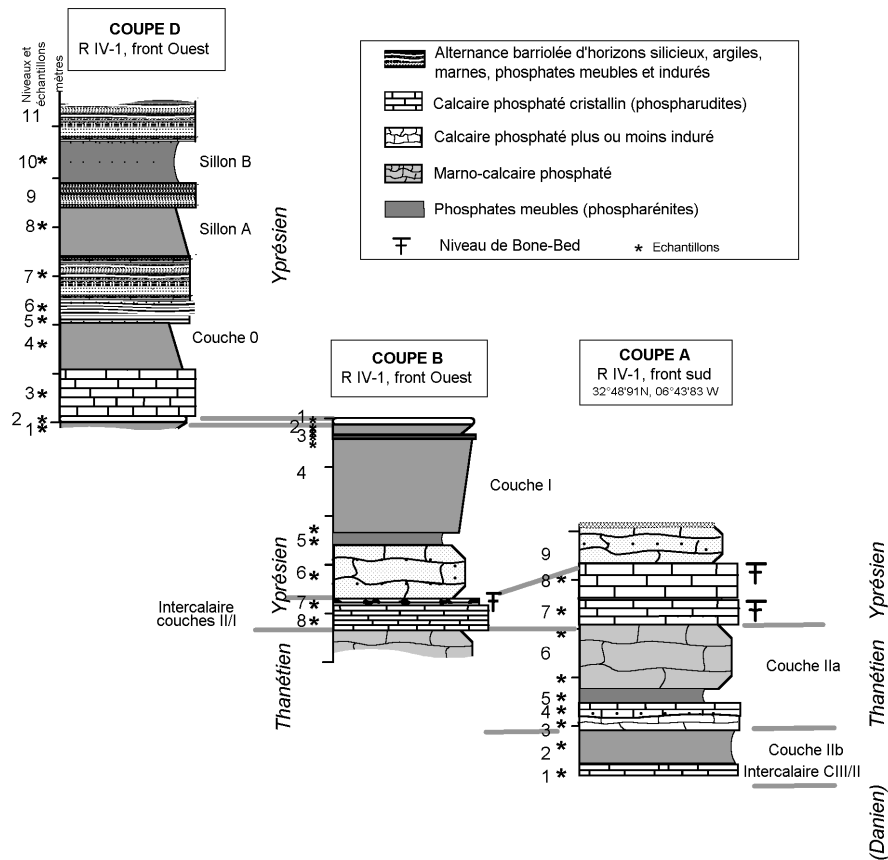 COUPE D
R IV-1, front Ouest
Niveaux et
échantillons
mètres
11
10*
9
8*
7*
6*
5*
4*
3*
2*
1*
Sillon B
Sillon A
Couche 0
Yprésien
Alternance barriolée d'horizons silicieux, argiles,
marnes, phosphates meubles et indurés
Calcaire phosphaté cristallin (phospharudites)
Calcaire phosphaté plus ou moins induré
Marno-calcaire phosphaté
Phosphates meubles (phospharénites)
Niveau de Bone-Bed
* Echantillons
COUPE B
R IV-1, front Ouest
1*
2*
3*
4
5*
6*
7*
8*
Couche I
Yprésien
Thanétien
Intercalaire
couches II/I
COUPE A
R IV-1, front sud
32°48'91N, 06°43'83 W
9
8*
7*
6
5*
4*
3*
2*
1*
Couche IIa
Couche IIb
Intercalaire CIII/II
Yprésien
Thanétien
(Danien)